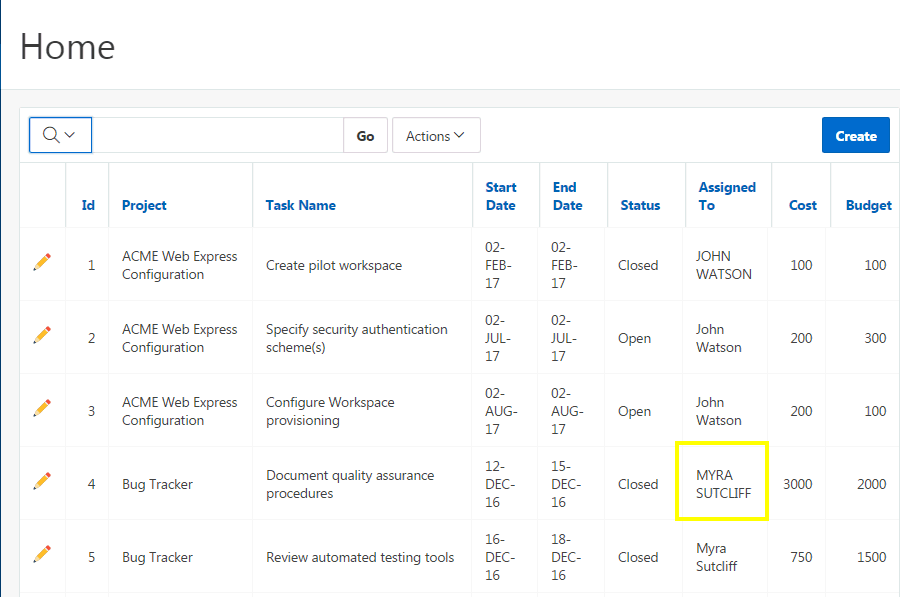 Home
Go Actions Create
Id Project Task Name Start Date End Date Status Assigned To Cost Budget
1 ACME Web Express Configuration Create pilot workspace 02-FEB-17 02-FEB-17 Closed JOHN WATSON 100 100
2 ACME Web Express Configuration Specify security authentication scheme(s) 02-JUL-17 02-JUL-17 Open John Watson 200 300
3 ACME Web Express Configuration Configure Workspace provisioning 02-AUG-17 02-AUG-17 Open John Watson 200 100
4 Bug Tracker Document quality assurance procedures 12-DEC-16 15-DEC-16 Closed MYRA SUTCLIFF 3000 2000
5 Bug Tracker Review automated testing tools 16-DEC-16 18-DEC-16 Closed Myra Sutcliff 750 1500